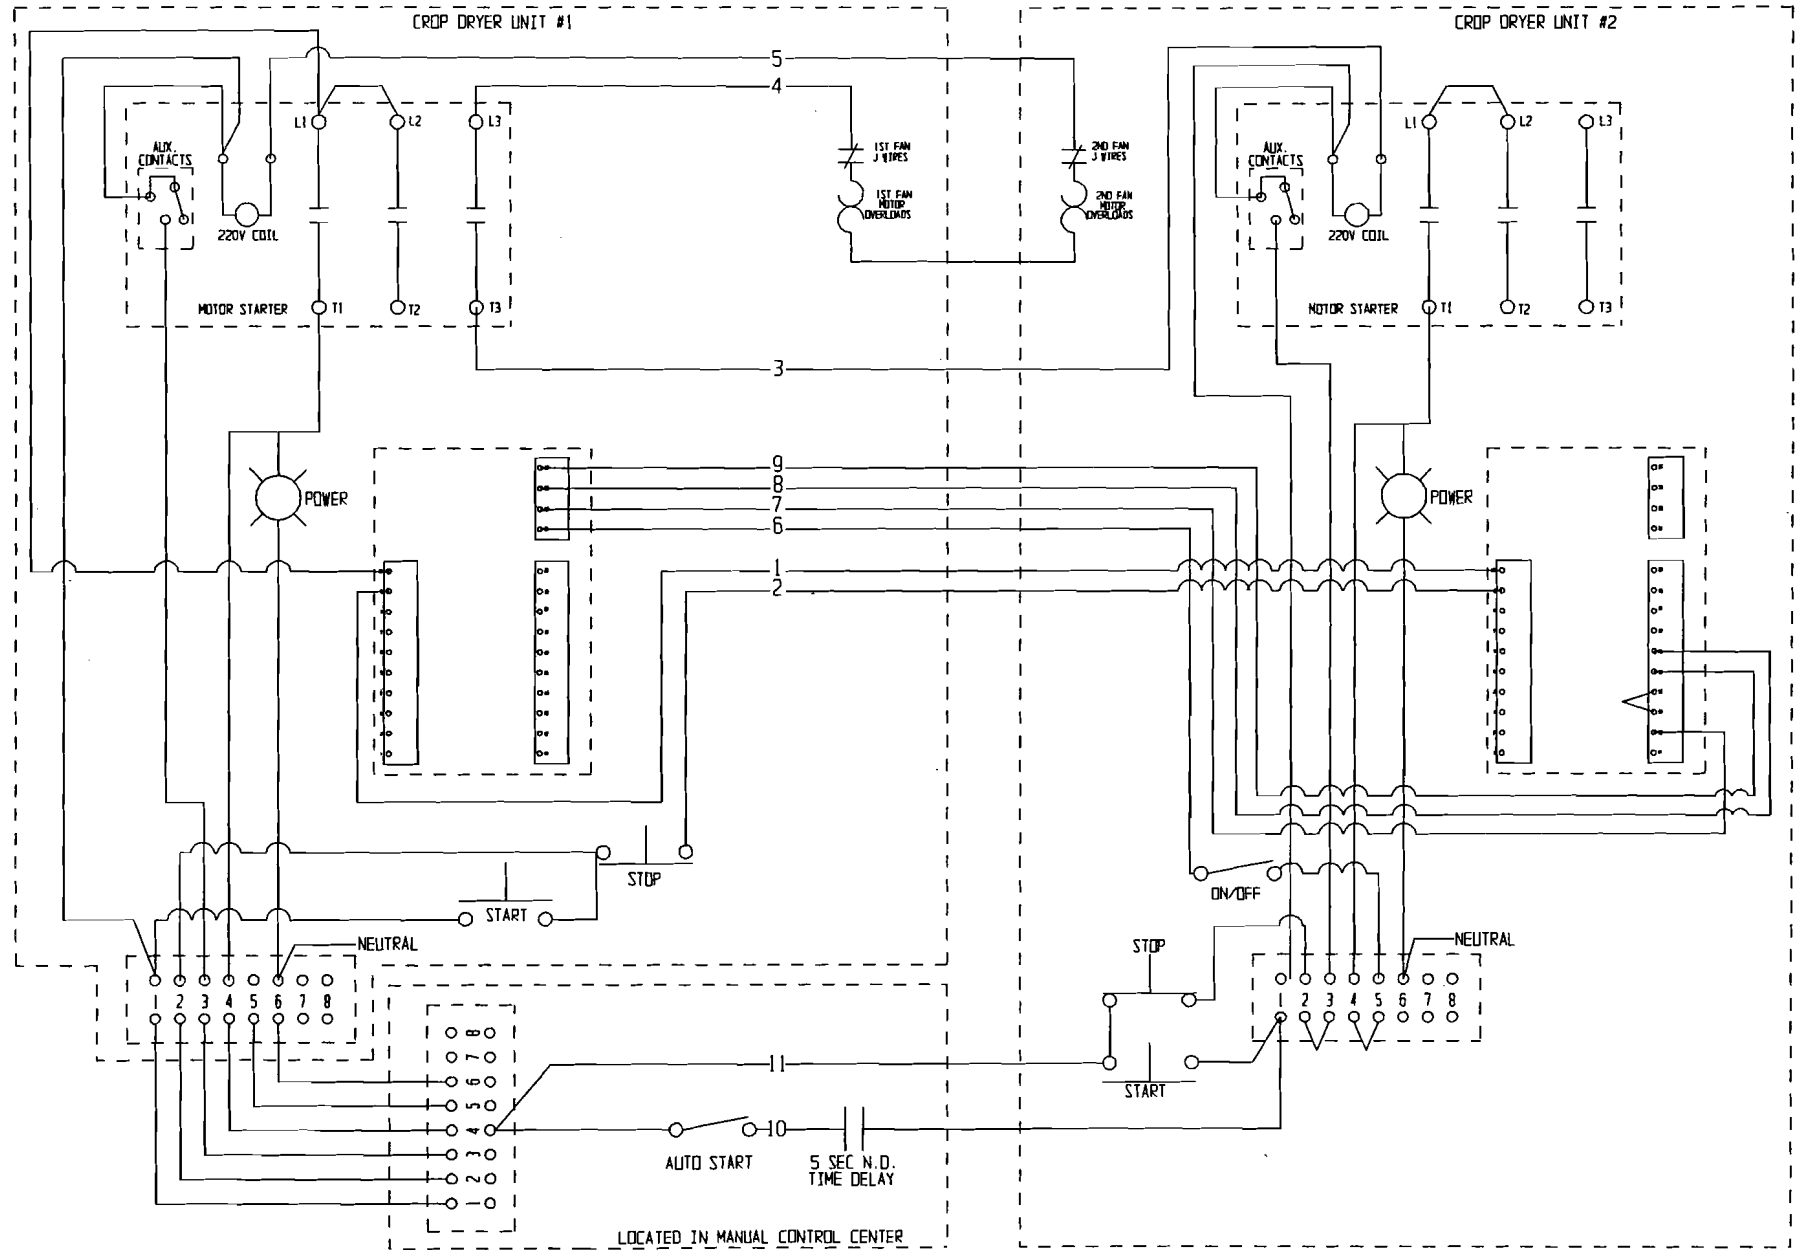 CROP DRYER UNIT #1
CROP DRYER UNIT #2
5
4
L1
L2
L3
L1
L2
L3
AUX.
CONTACTS
1ST FAN
J WIRES
2ND FAN
J WIRES
AUX.
CONTACTS
1ST FAN
MOTOR
OVERLOADS
2ND FAN
MOTOR
OVERLOADS
220V COIL
220V COIL
MOTOR STARTER
T1
T2
T3
MOTOR STARTER
T1
T2
T3
3
9
8
7
6
POWER
POWER
1
2
STOP
START
ON/OFF
NEUTRAL
STOP
NEUTRAL
1 2 3 4 5 6 7 8
1 2 3 4 5 6 7 8
8
7
6
5
4
3
2
1
11
START
10
AUTO START
5 SEC N.O.
TIME DELAY
LOCATED IN MANUAL CONTROL CENTER